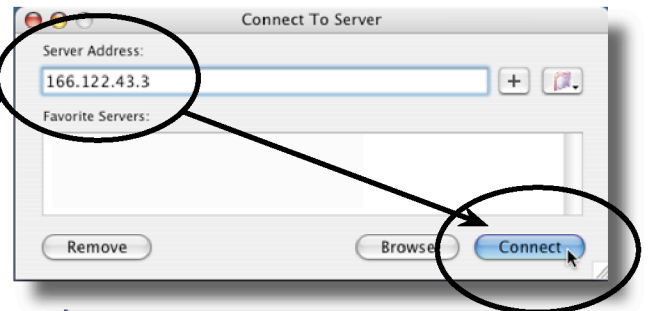 Connect To Server
Server Address:
166.122.43.3
+
Favorite Servers:
Remove
Browse
Connect